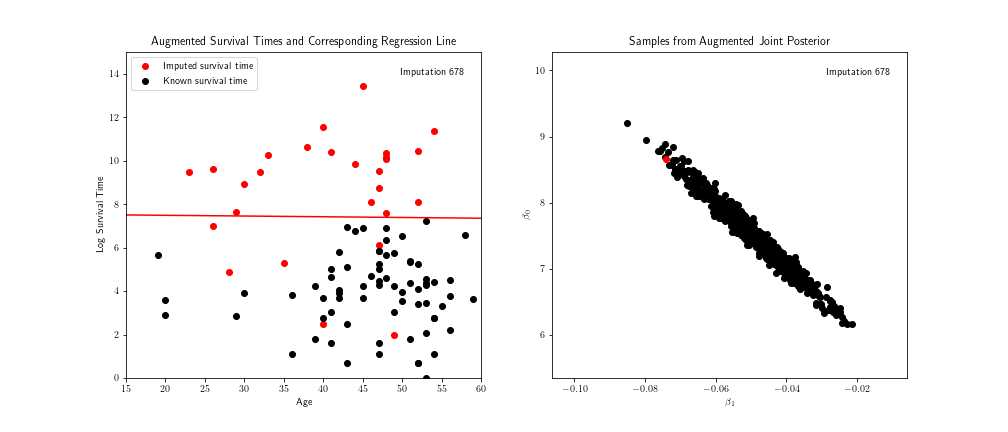 Augmented Survival Times and Corresponding Regression Line
Imputed survival time
Known survival time
Imputation 678
14
12
10
8
6
4
2
0
Log Survival Time
15 20 25 30 35 40 45 50 55 60
Age
Samples from Augmented Joint Posterior
Imputation 678
10
9
8
7
6
β₀
−0.10 −0.08 −0.06 −0.04 −0.02
β₁